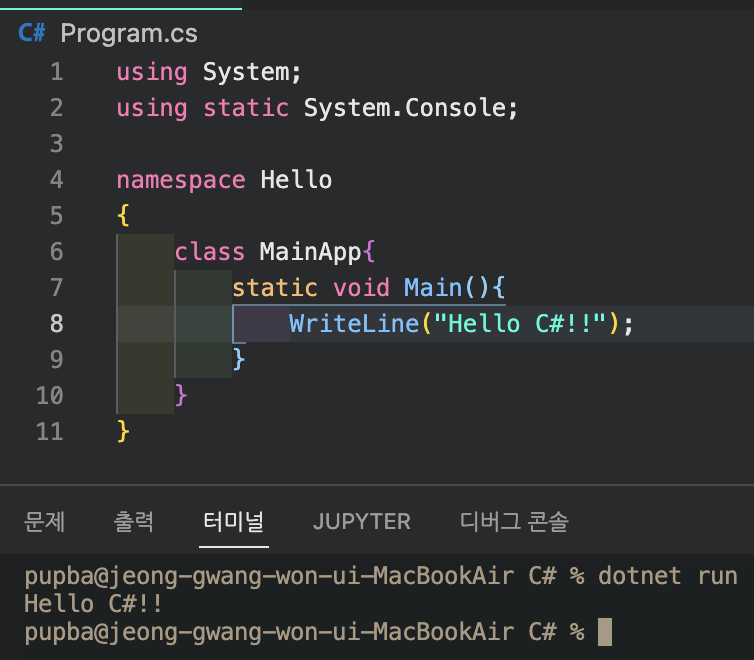 C# Program.cs
1 using System;
2 using static System.Console;
3
4 namespace Hello
5 {
6 class MainApp{
7 static void Main(){
8 WriteLine("Hello C#!!");
9 }
10 }
11 }
문제 출력 터미널 JUPYTER 디버그 콘솔
pupba@jeong-gwang-won-ui-MacBookAir C# % dotnet run
Hello C#!!
pupba@jeong-gwang-won-ui-MacBookAir C# %